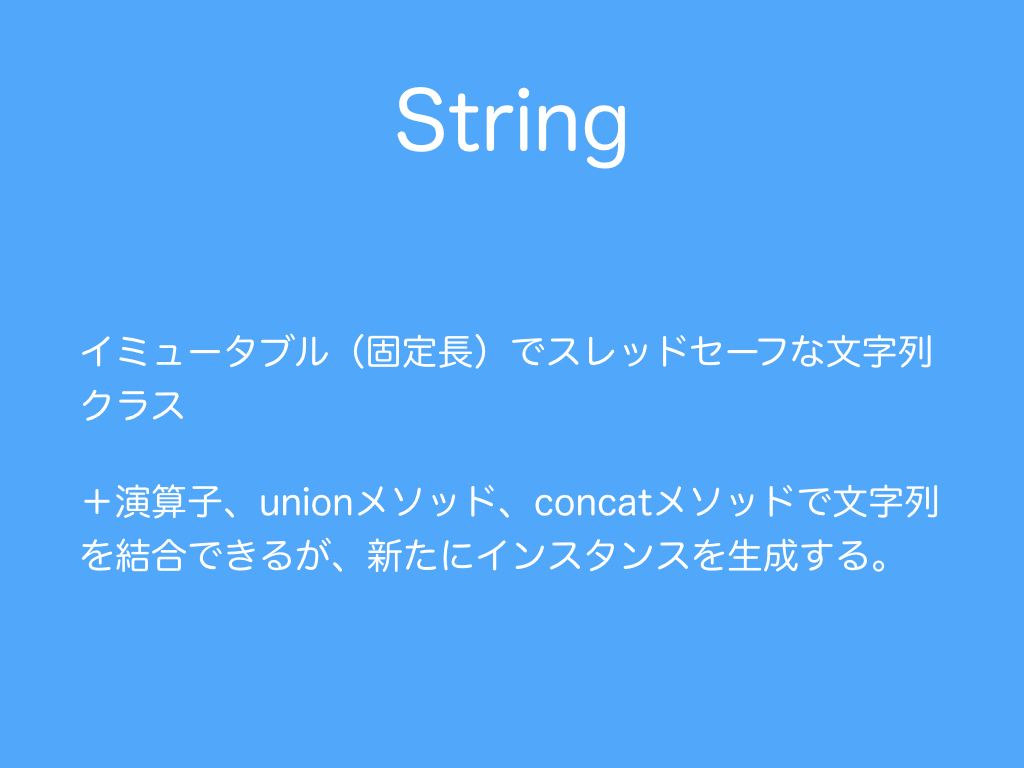 String
イミュータブル（固定長）でスレッドセーフな文字列
クラス
＋演算子、unionメソッド、concatメソッドで文字列
を結合できるが、新たにインスタンスを生成する。